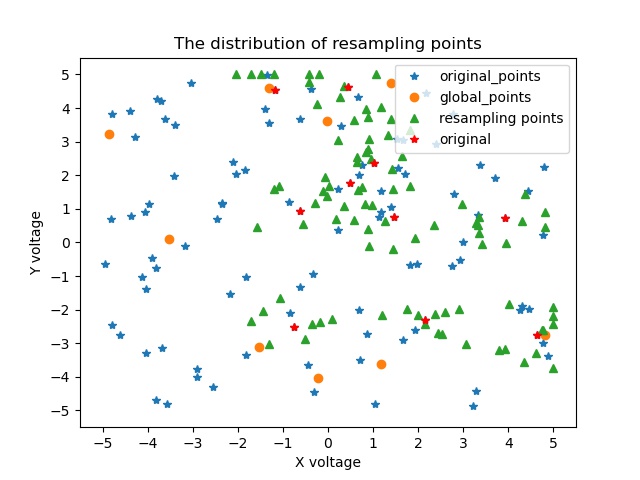 The distribution of resampling points
original_points
global_points
resampling points
original
5
4
3
2
1
0
−1
−2
−3
−4
−5
Y voltage
−5 −4 −3 −2 −1 0 1 2 3 4 5
X voltage